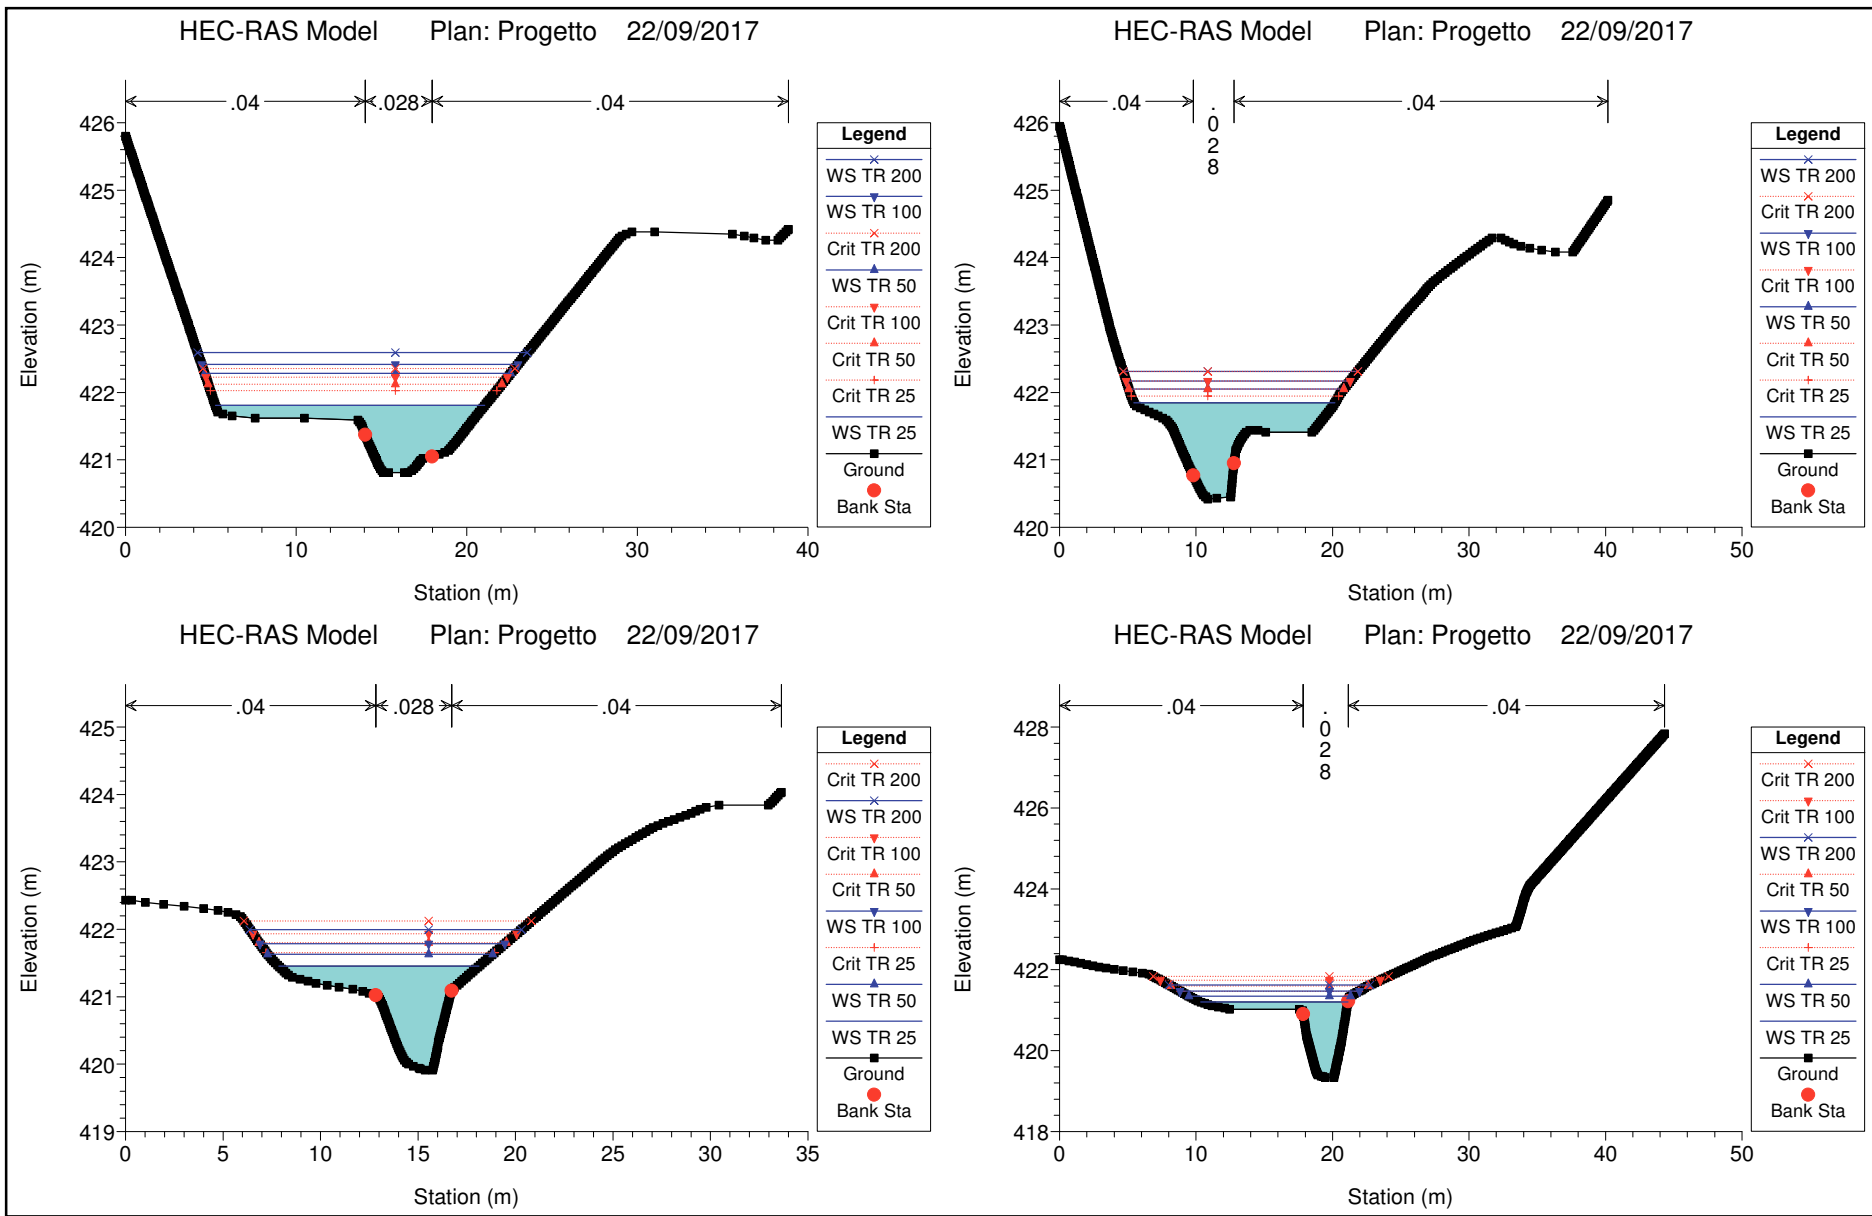 HEC-RAS Model Plan: Progetto 22/09/2017
.04 .028 .04
Legend
WS TR 200
WS TR 100
Crit TR 200
WS TR 50
Crit TR 100
Crit TR 50
Crit TR 25
WS TR 25
Ground
Bank Sta
426
425
424
423
422
421
420
Elevation (m)
0 10 20 30 40
Station (m)
HEC-RAS Model Plan: Progetto 22/09/2017
.04 .028 .04
Legend
WS TR 200
Crit TR 200
WS TR 100
Crit TR 100
WS TR 50
Crit TR 50
Crit TR 25
WS TR 25
Ground
Bank Sta
426
425
424
423
422
421
420
Elevation (m)
0 10 20 30 40 50
Station (m)
HEC-RAS Model Plan: Progetto 22/09/2017
.04 .028 .04
Legend
Crit TR 200
WS TR 200
Crit TR 100
Crit TR 50
WS TR 100
Crit TR 25
WS TR 50
WS TR 25
Ground
Bank Sta
425
424
423
422
421
420
419
Elevation (m)
0 5 10 15 20 25 30 35
Station (m)
HEC-RAS Model Plan: Progetto 22/09/2017
.04 .028 .04
Legend
Crit TR 200
Crit TR 100
WS TR 200
Crit TR 50
WS TR 100
Crit TR 25
WS TR 50
WS TR 25
Ground
Bank Sta
428
426
424
422
420
418
Elevation (m)
0 10 20 30 40 50
Station (m)